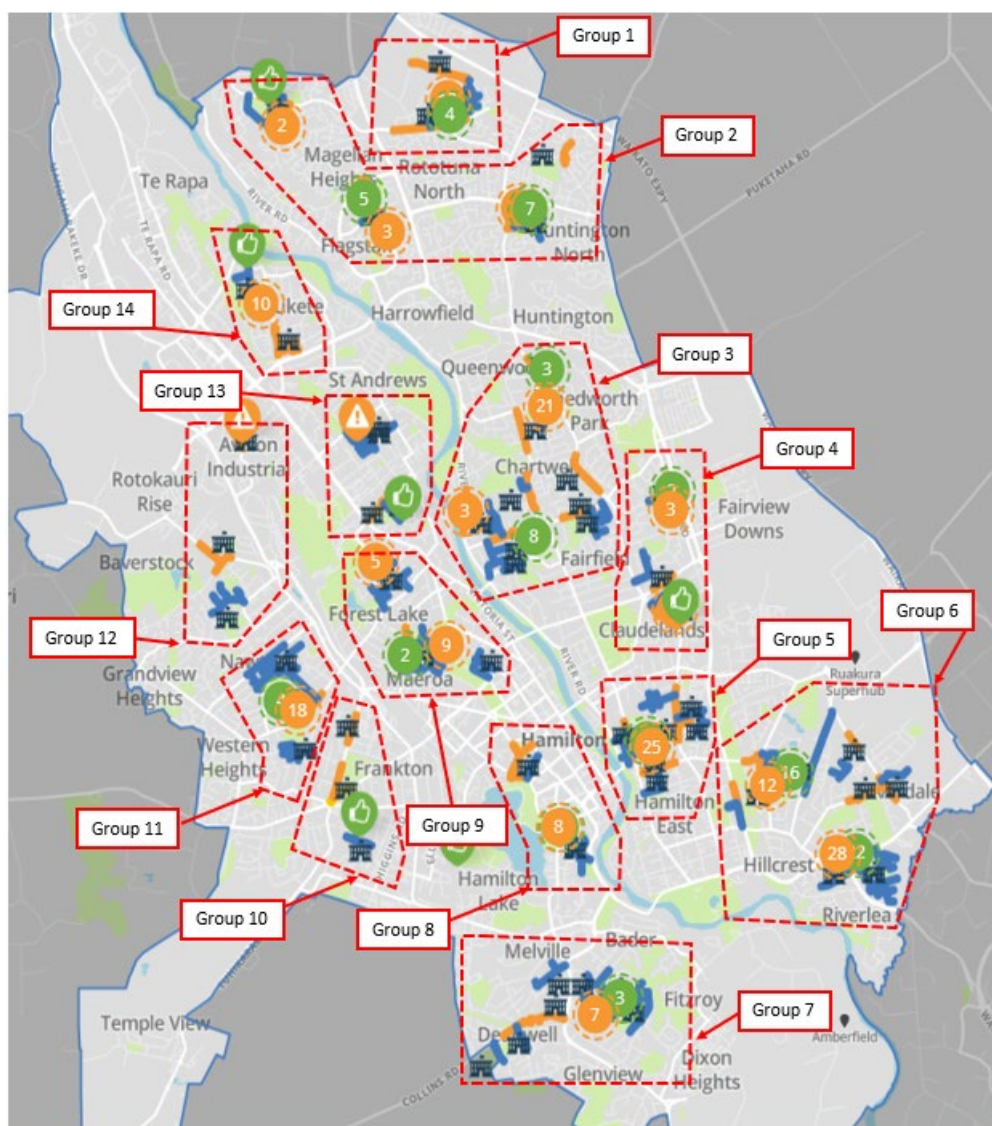 Group 1
4
2
Group 2
Magellan
Heights
Rototuna
North
WAIKATO EXPY
PUKETAHA RD
Te Rapa
RIVER RD
TE RAPA RD
5
3
7
Flagstaff
Huntington
North
Group 14
10
Harrowfield
Huntington
Group 3
Queenwood
3
21
Group 13
St Andrews
Park
Group 4
Rotokauri
Rise
Industrial
Chartwell
3
8
3
Fairview
Downs
Baverstock
5
Fairfield
Group 6
Forest Lake
VICTORIA ST
Claudelands
Group 12
2
9
Maeroa
RIVER RD
Group 5
Grandview
Heights
Ruakura
Superhub
18
Western
Heights
Hamilton
25
12
16
Frankton
Group 11
Group 9
8
Hamilton
East
Hillcrest
28
Hamilton
Lake
Group 10
Group 8
Riverlea
Melville
Bader
3
7
Fitzroy
Group 7
Temple View
Glenview
Dixon
Heights
Amberfield
COLLINS RD